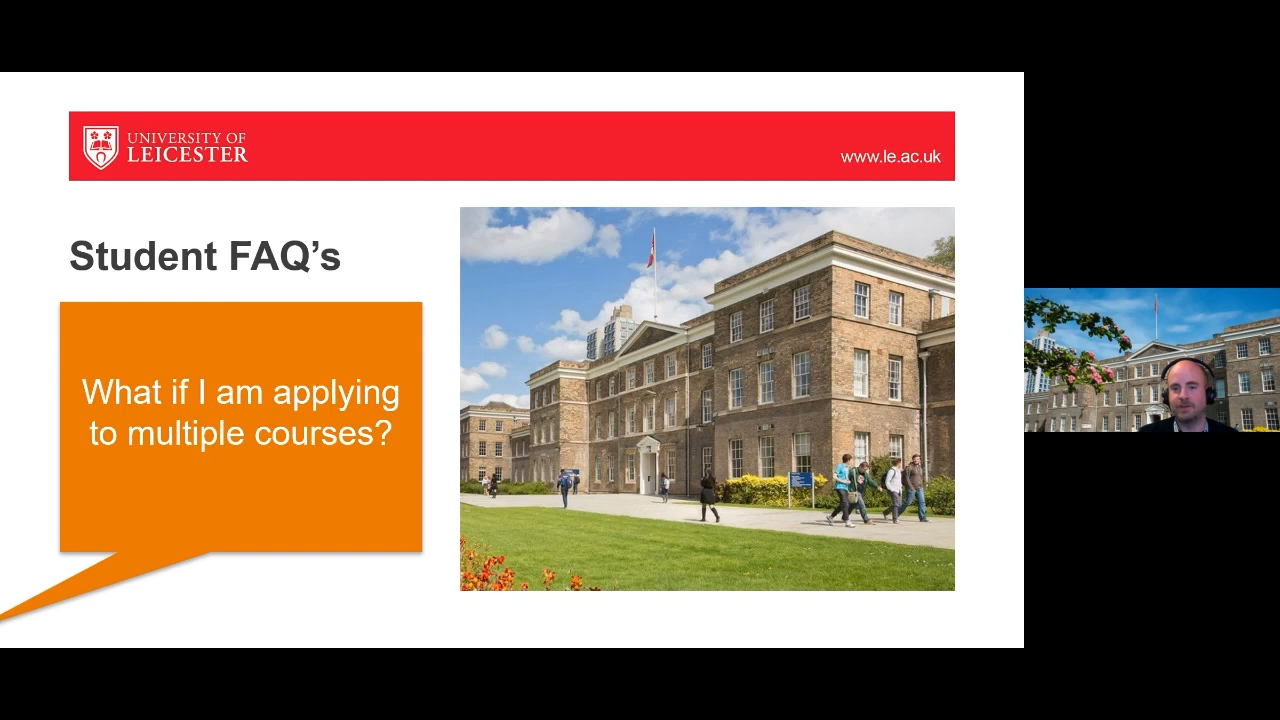 UNIVERSITY OF
LEICESTER
www.le.ac.uk
Student FAQ’s
What if I am applying
to multiple courses?